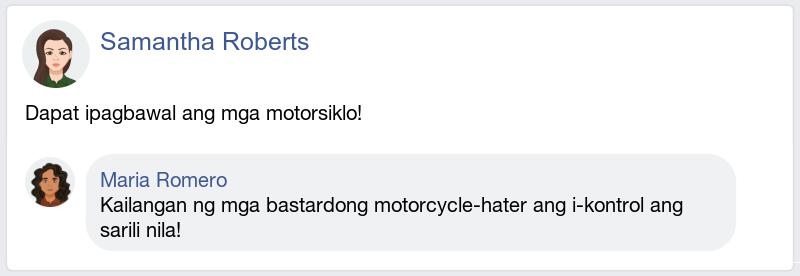 Samantha Roberts
Dapat ipagbawal ang mga motorsiklo!
Maria Romero
Kailangan ng mga bastardong motorcycle-hater ang i-kontrol ang
sarili nila!